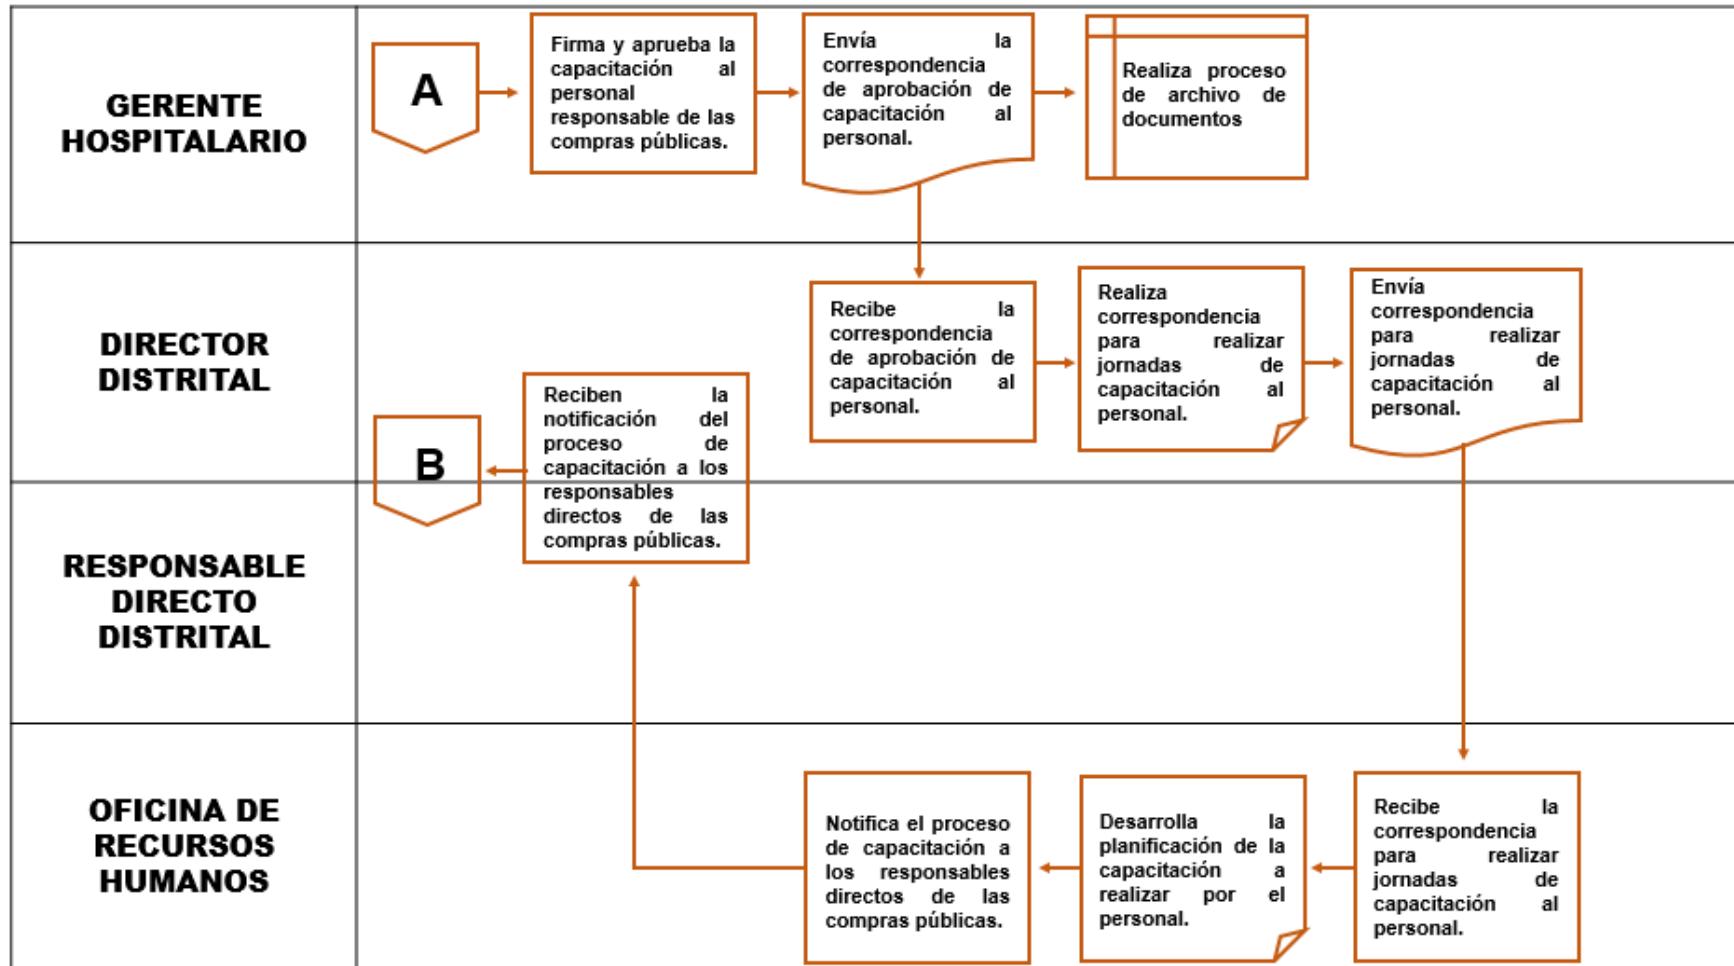 GERENTE
HOSPITALARIO
A
Firma y aprueba la
capacitación al
personal
responsable de las
compras públicas.
Envía la
correspondencia
de aprobación de
capacitación al
personal.
Realiza proceso
de archivo de
documentos
DIRECTOR
DISTRITAL
B
Reciben la
notificación del
proceso de
capacitación a los
responsables
directos de las
compras públicas.
Recibe la
correspondencia
de aprobación de
capacitación al
personal.
Realiza
correspondencia
para realizar
jornadas de
capacitación al
personal.
Envía
correspondencia
para realizar
jornadas de
capacitación al
personal.
RESPONSABLE
DIRECTO
DISTRITAL
OFICINA DE
RECURSOS
HUMANOS
Notifica el proceso
de capacitación a
los responsables
directos de las
compras públicas.
Desarrolla la
planificación de la
capacitación a
realizar por el
personal.
Recibe la
correspondencia
para realizar
jornadas de
capacitación al
personal.